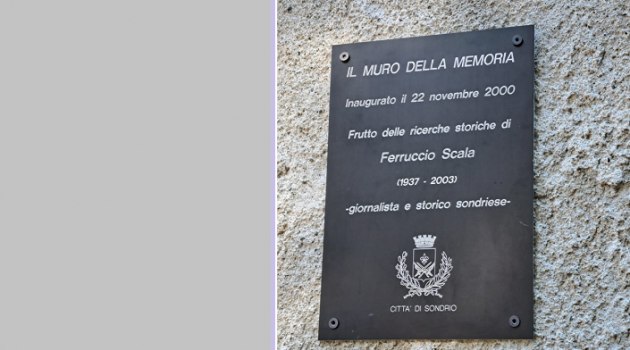 IL MURO DELLA MEMORIA
Inaugurato il 22 novembre 2000
Frutto delle ricerche storiche di
Ferruccio Scala
(1937 - 2003)
-giornalista e storico sondriese-
CITTA' DI SONDRIO